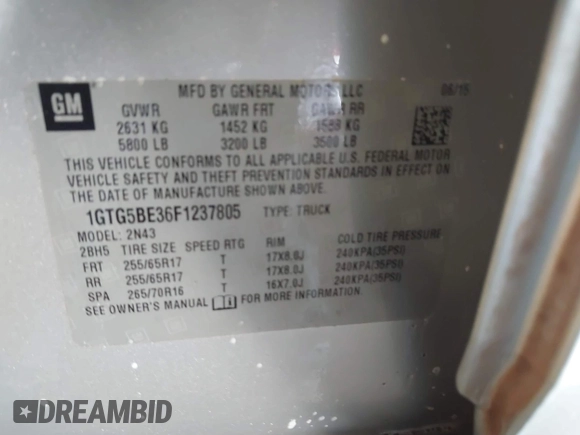 GM
MFD BY GENERAL MOTORS LLC 06/15
GVWR GAWR FRT GAWR RR
2631 KG 1452 KG 1588 KG
5800 LB 3200 LB 3500 LB
THIS VEHICLE CONFORMS TO ALL APPLICABLE U.S. FEDERAL MOTOR
VEHICLE SAFETY AND THEFT PREVENTION STANDARDS IN EFFECT ON
THE DATE OF MANUFACTURE SHOWN ABOVE.
1GTG5BE36F1237805 TYPE: TRUCK
MODEL: 2N43
2BH5 TIRE SIZE SPEED RTG RIM COLD TIRE PRESSURE
FRT 255/65R17 T 17X8.0J 240KPA(35PSI)
RR 255/65R17 T 17X8.0J 240KPA(35PSI)
SPA 265/70R16 T 16X7.0J 240KPA(35PSI)
SEE OWNER'S MANUAL FOR MORE INFORMATION.
DREAMBID